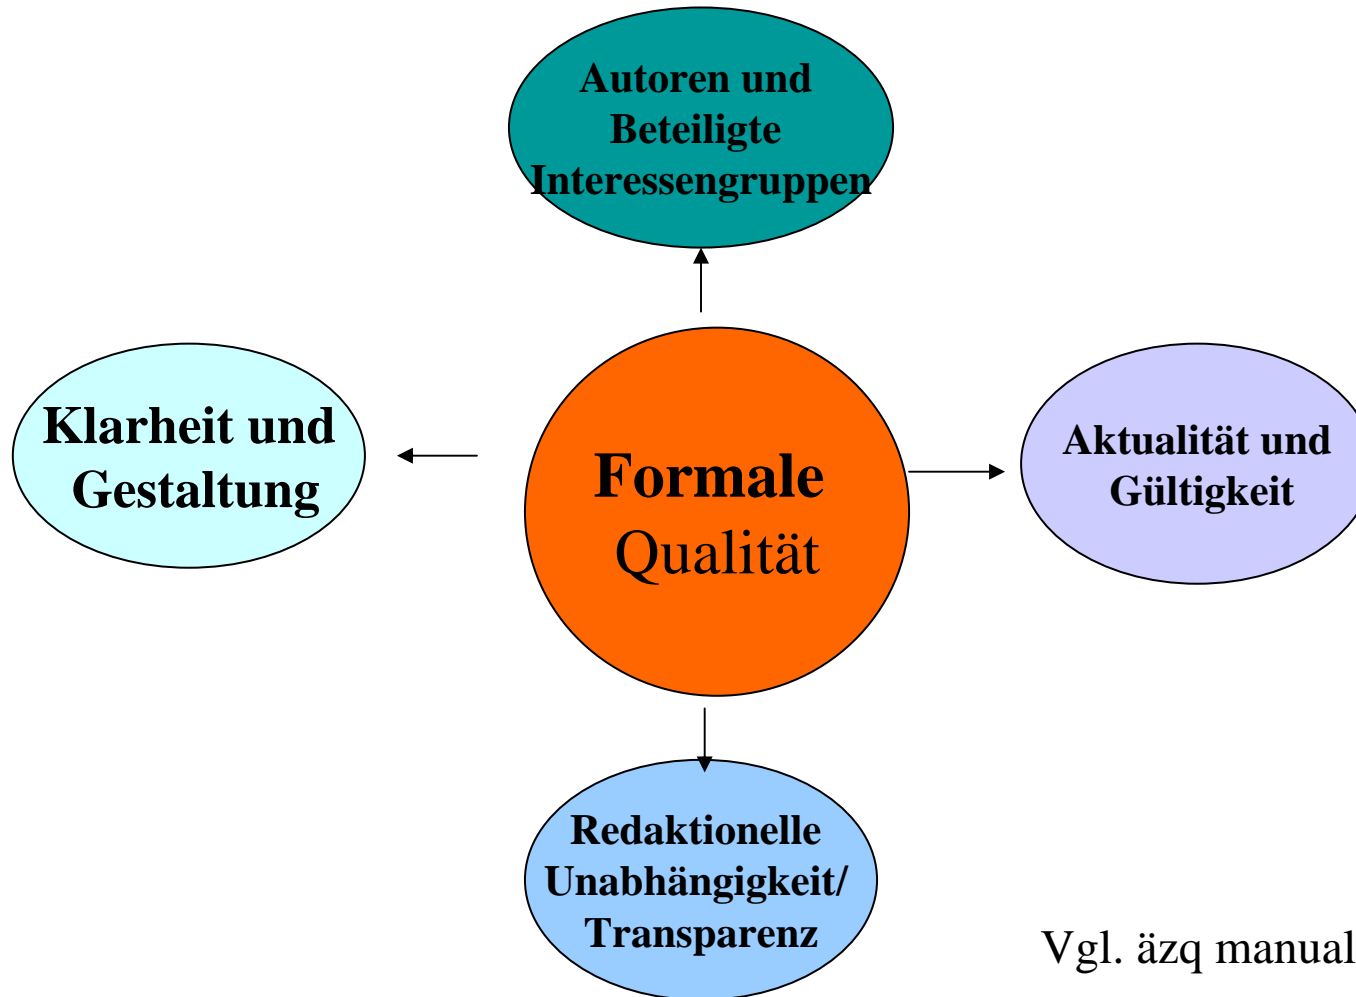 Autoren und
Beteiligte
Interessengruppen
Klarheit und
Gestaltung
Formale
Qualität
Aktualität und
Gültigkeit
Redaktionelle
Unabhängigkeit/
Transparenz
Vgl. äzq manual